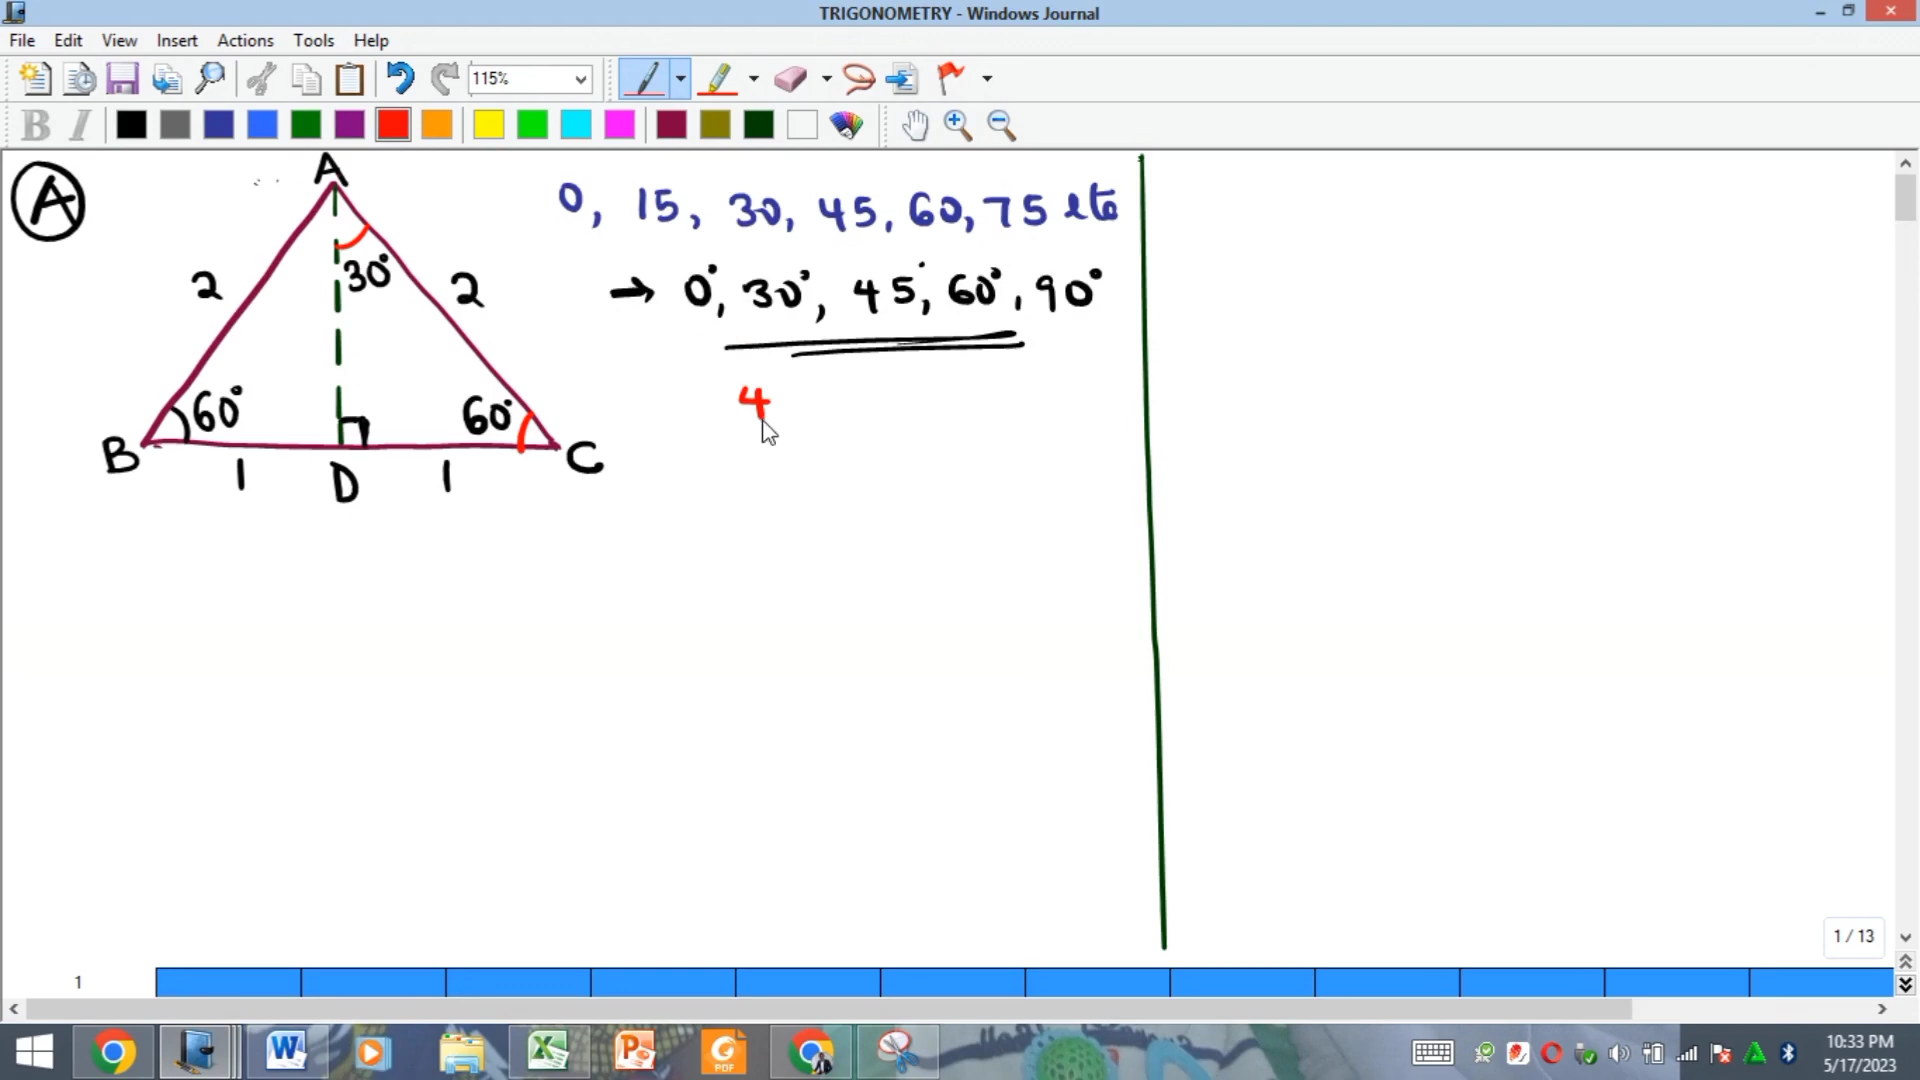 TRIGONOMETRY - Windows Journal
File Edit View Insert Actions Tools Help
115%
B I
A
A
0, 15, 30, 45, 60, 75 etc
2 30° 2
→ 0°, 30°, 45°, 60°, 90°
4
60° 60°
B C
1 D 1
1 / 13
1
W X P G PDF
10:33 PM
5/17/2023